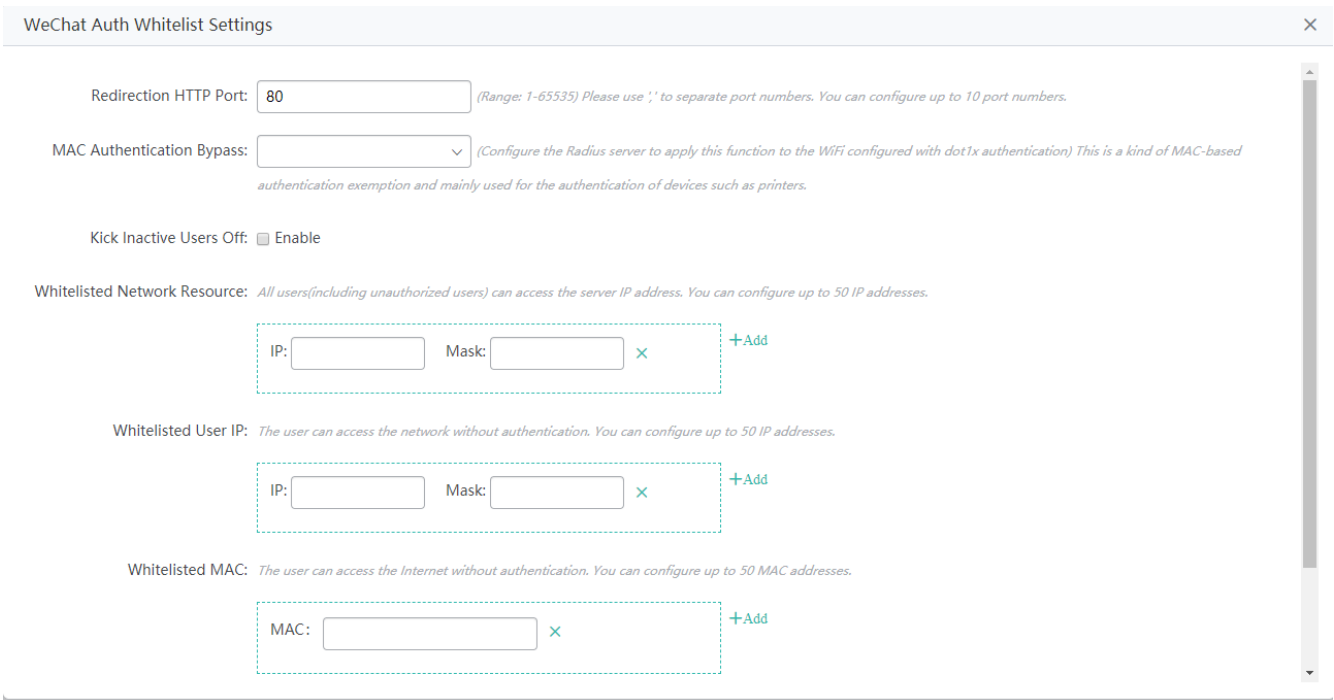 WeChat Auth Whitelist Settings
Redirection HTTP Port: 80 (Range: 1-65535) Please use ',' to separate port numbers. You can configure up to 10 port numbers.
MAC Authentication Bypass: (Configure the Radius server to apply this function to the WiFi configured with dot1x authentication) This is a kind of MAC-based
authentication exemption and mainly used for the authentication of devices such as printers.
Kick Inactive Users Off: Enable
Whitelisted Network Resource: All users(including unauthorized users) can access the server IP address. You can configure up to 50 IP addresses.
IP: Mask: × +Add
Whitelisted User IP: The user can access the network without authentication. You can configure up to 50 IP addresses.
IP: Mask: × +Add
Whitelisted MAC: The user can access the Internet without authentication. You can configure up to 50 MAC addresses.
MAC: × +Add